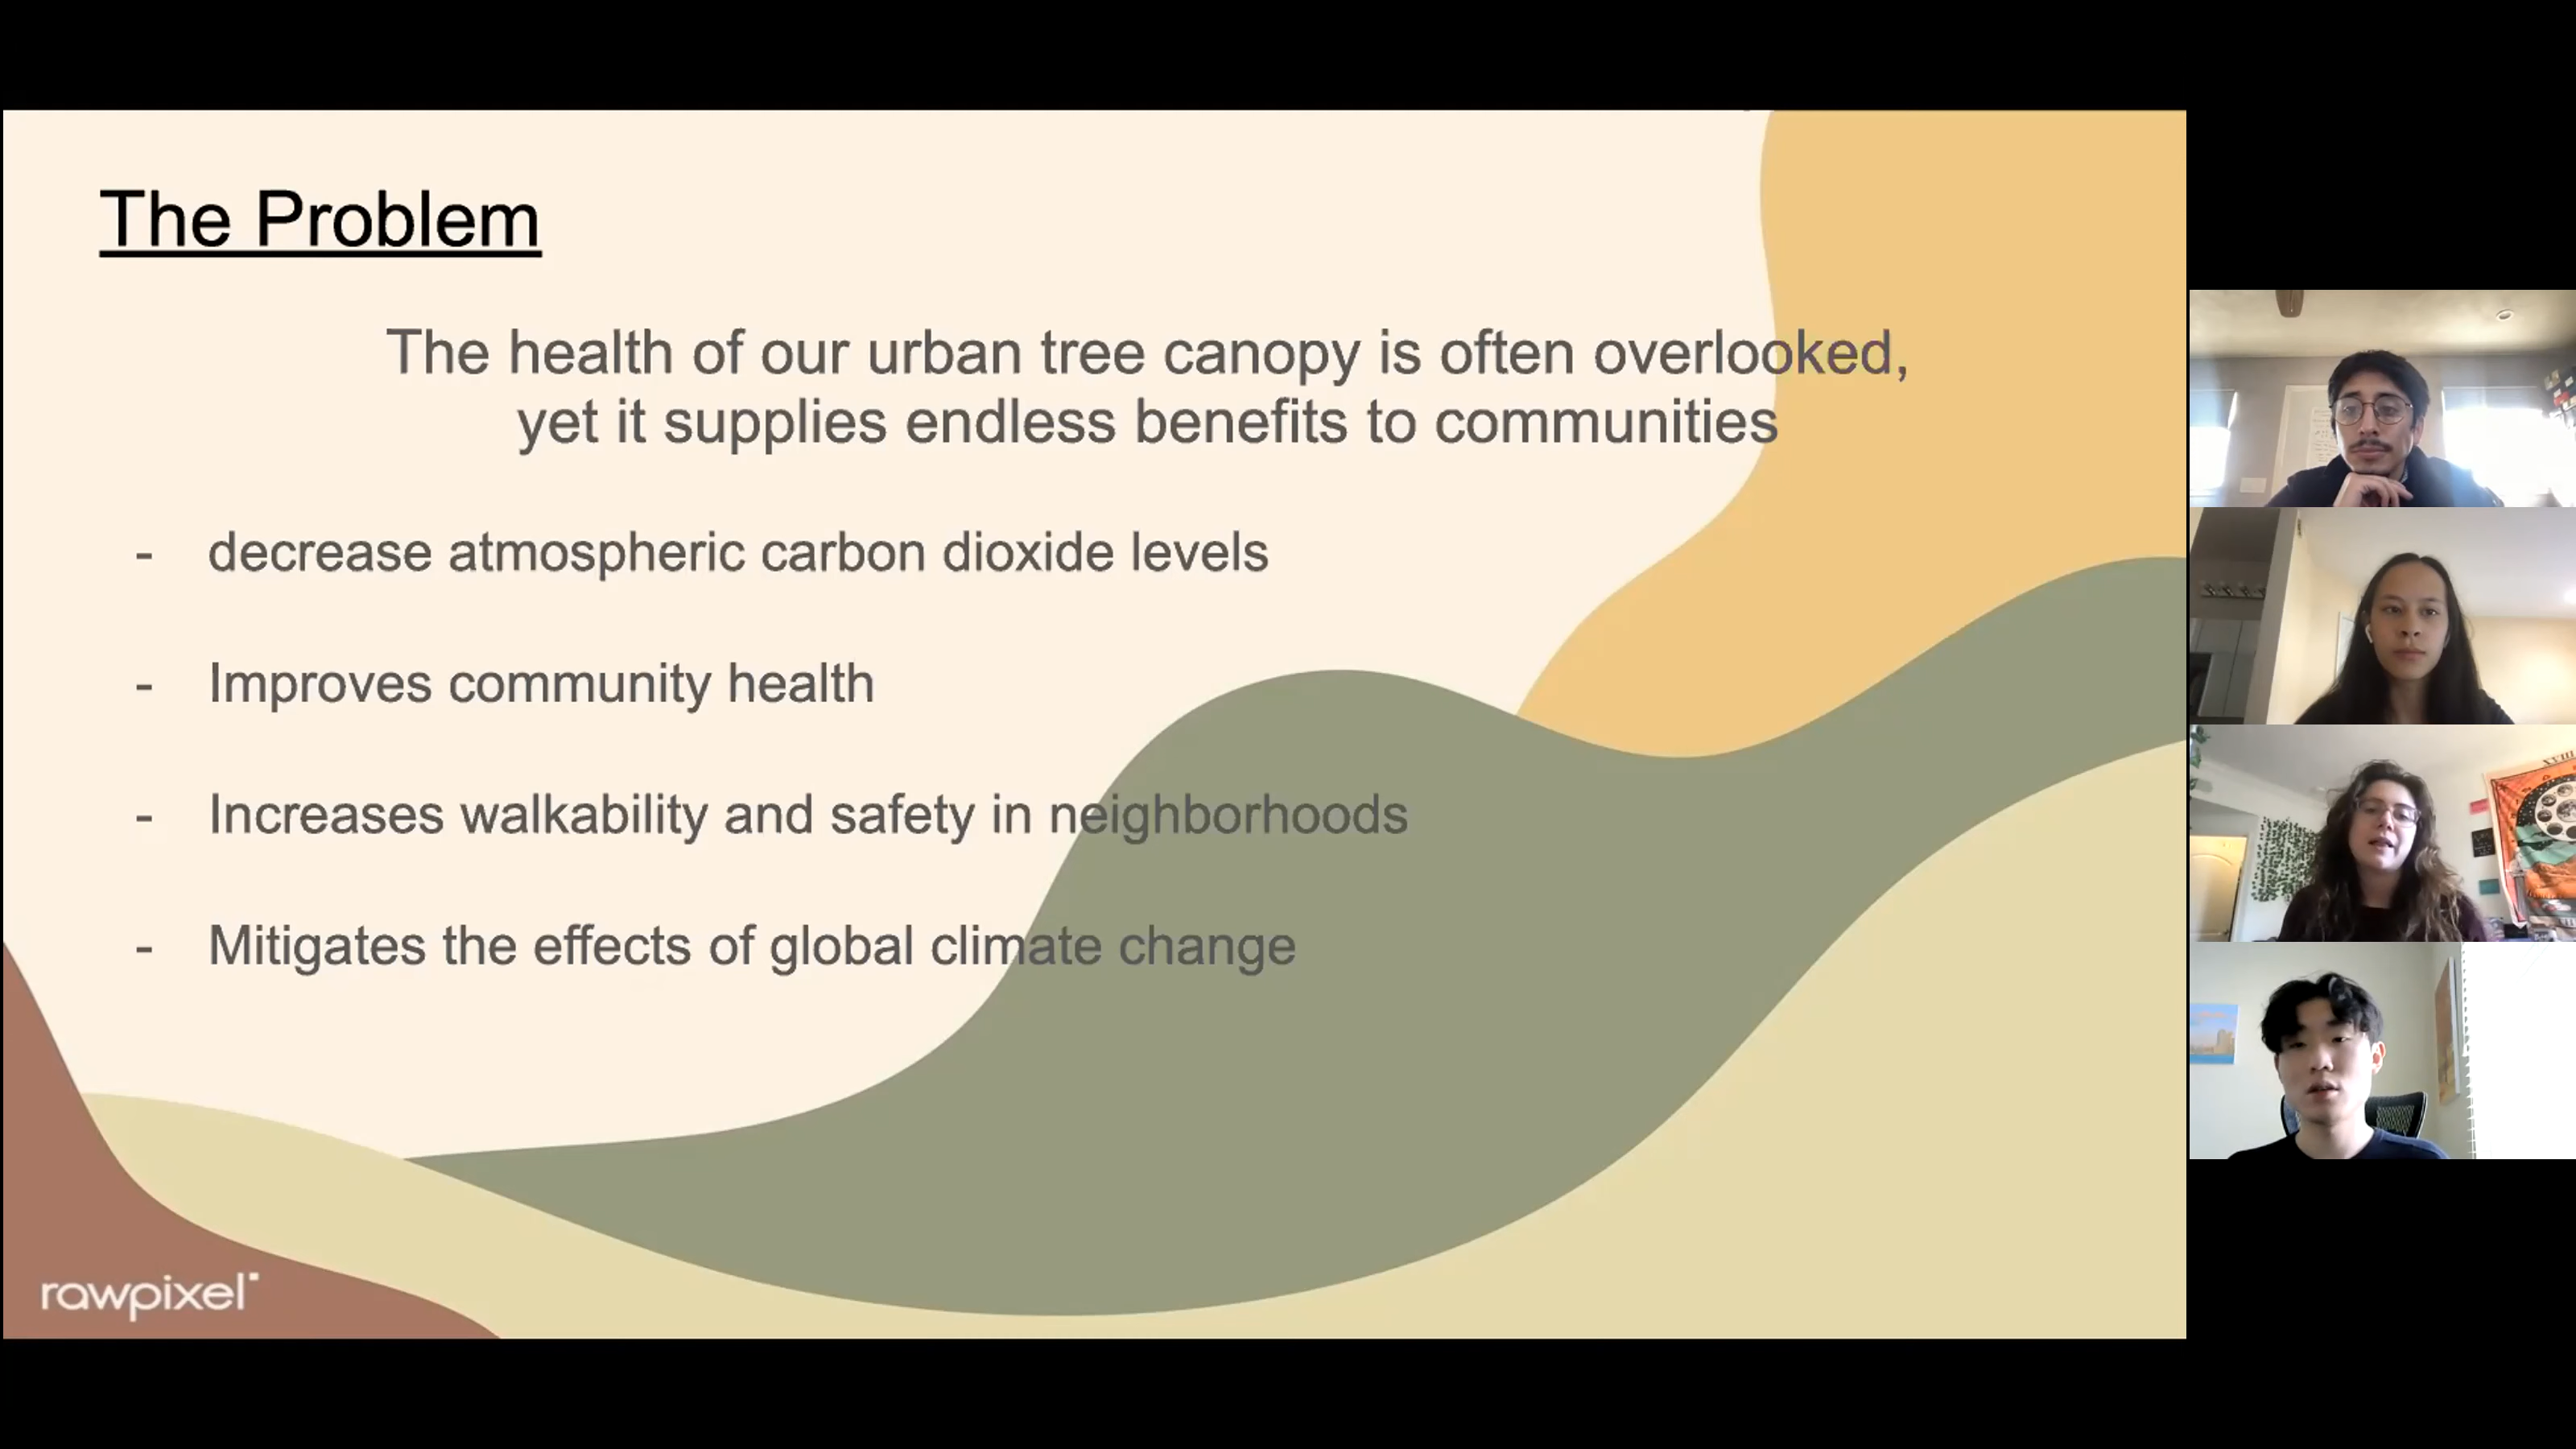 The Problem
The health of our urban tree canopy is often overlooked,
yet it supplies endless benefits to communities
- decrease atmospheric carbon dioxide levels
- Improves community health
- Increases walkability and safety in neighborhoods
- Mitigates the effects of global climate change
rawpixel
XVIII